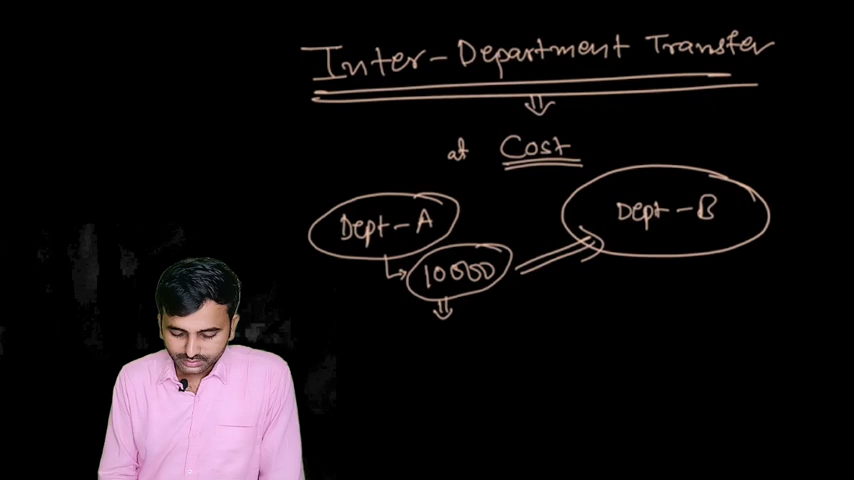 Inter-Department Transfer
at Cost
Dept-A
Dept-B
10000